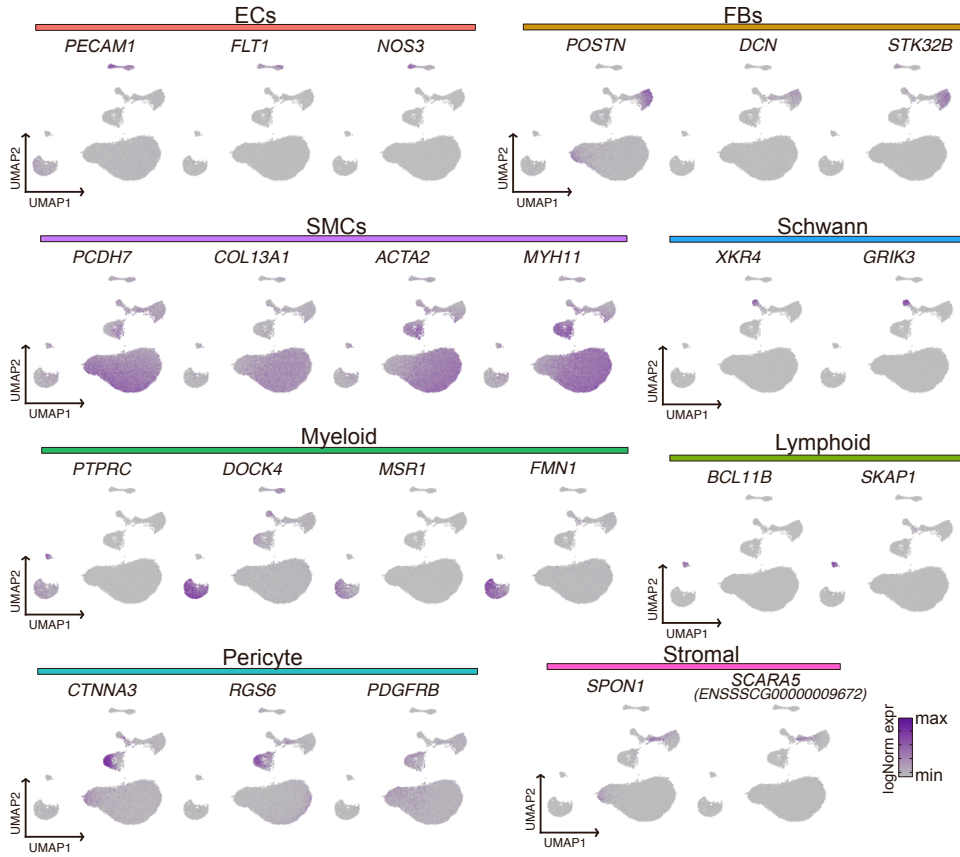 ECs
FBs
PECAM1 FLT1 NOS3
POSTN DCN STK32B
UMAP2
UMAP1
UMAP2
UMAP1
SMCs
Schwann
PCDH7 COL13A1 ACTA2 MYH11
XKR4 GRIK3
UMAP2
UMAP1
UMAP2
UMAP1
Myeloid
Lymphoid
PTPRC DOCK4 MSR1 FMN1
BCL11B SKAP1
UMAP2
UMAP1
UMAP2
UMAP1
Pericyte
Stromal
CTNNA3 RGS6 PDGFRB
SPON1 SCARA5
(ENSSSCG00000009672)
UMAP2
UMAP1
UMAP2
UMAP1
logNorm expr
max
min